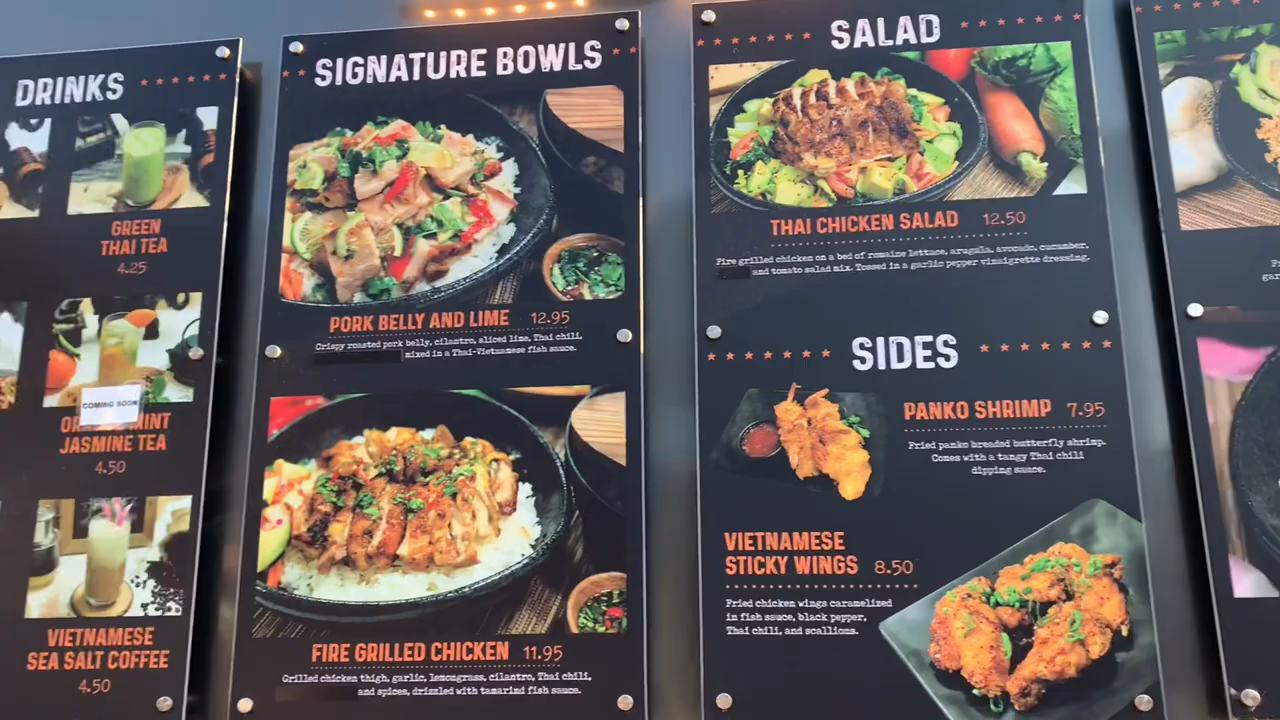 DRINKS
GREEN
THAI TEA
4.25
COMING SOON
MINT
JASMINE TEA
4.50
VIETNAMESE
SEA SALT COFFEE
4.50
SIGNATURE BOWLS
PORK BELLY AND LIME 12.95
Crispy roasted pork belly, cilantro, sliced lime, Thai chili,
mixed in a Thai-Vietnamese fish sauce.
FIRE GRILLED CHICKEN 11.95
Grilled chicken thigh, garlic, lemongrass, cilantro, Thai chili,
and spices, drizzled with tamarind fish sauce.
SALAD
THAI CHICKEN SALAD 12.50
Fire grilled chicken on a bed of romaine lettuce, arugula, avocado, cucumber,
and tomato salad mix. Tossed in a garlic pepper vinaigrette dressing.
SIDES
PANKO SHRIMP 7.95
Fried panko breaded butterfly shrimp.
Comes with a tangy Thai chili
dipping sauce.
VIETNAMESE
STICKY WINGS 8.50
Fried chicken wings caramelized
in fish sauce, black pepper,
Thai chili, and scallions.